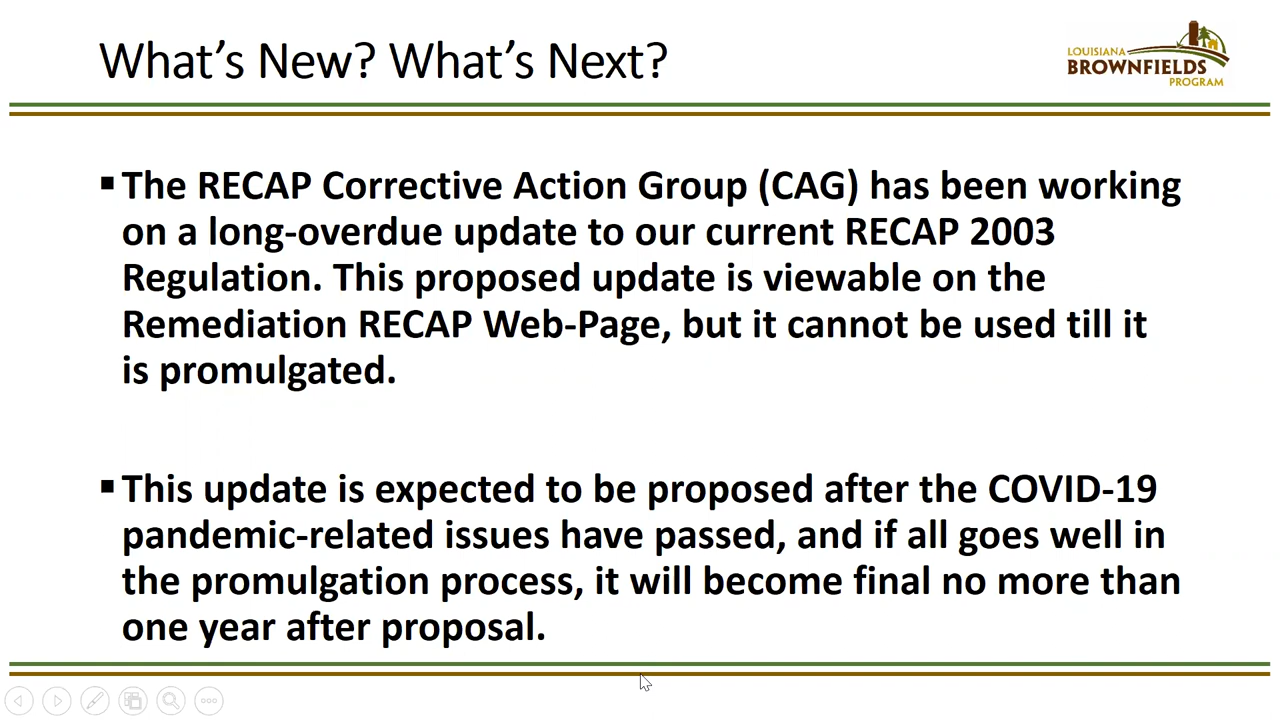 What's New? What's Next?
LOUISIANA
BROWNFIELDS
PROGRAM
▪ The RECAP Corrective Action Group (CAG) has been working
on a long-overdue update to our current RECAP 2003
Regulation. This proposed update is viewable on the
Remediation RECAP Web-Page, but it cannot be used till it
is promulgated.
▪ This update is expected to be proposed after the COVID-19
pandemic-related issues have passed, and if all goes well in
the promulgation process, it will become final no more than
one year after proposal.